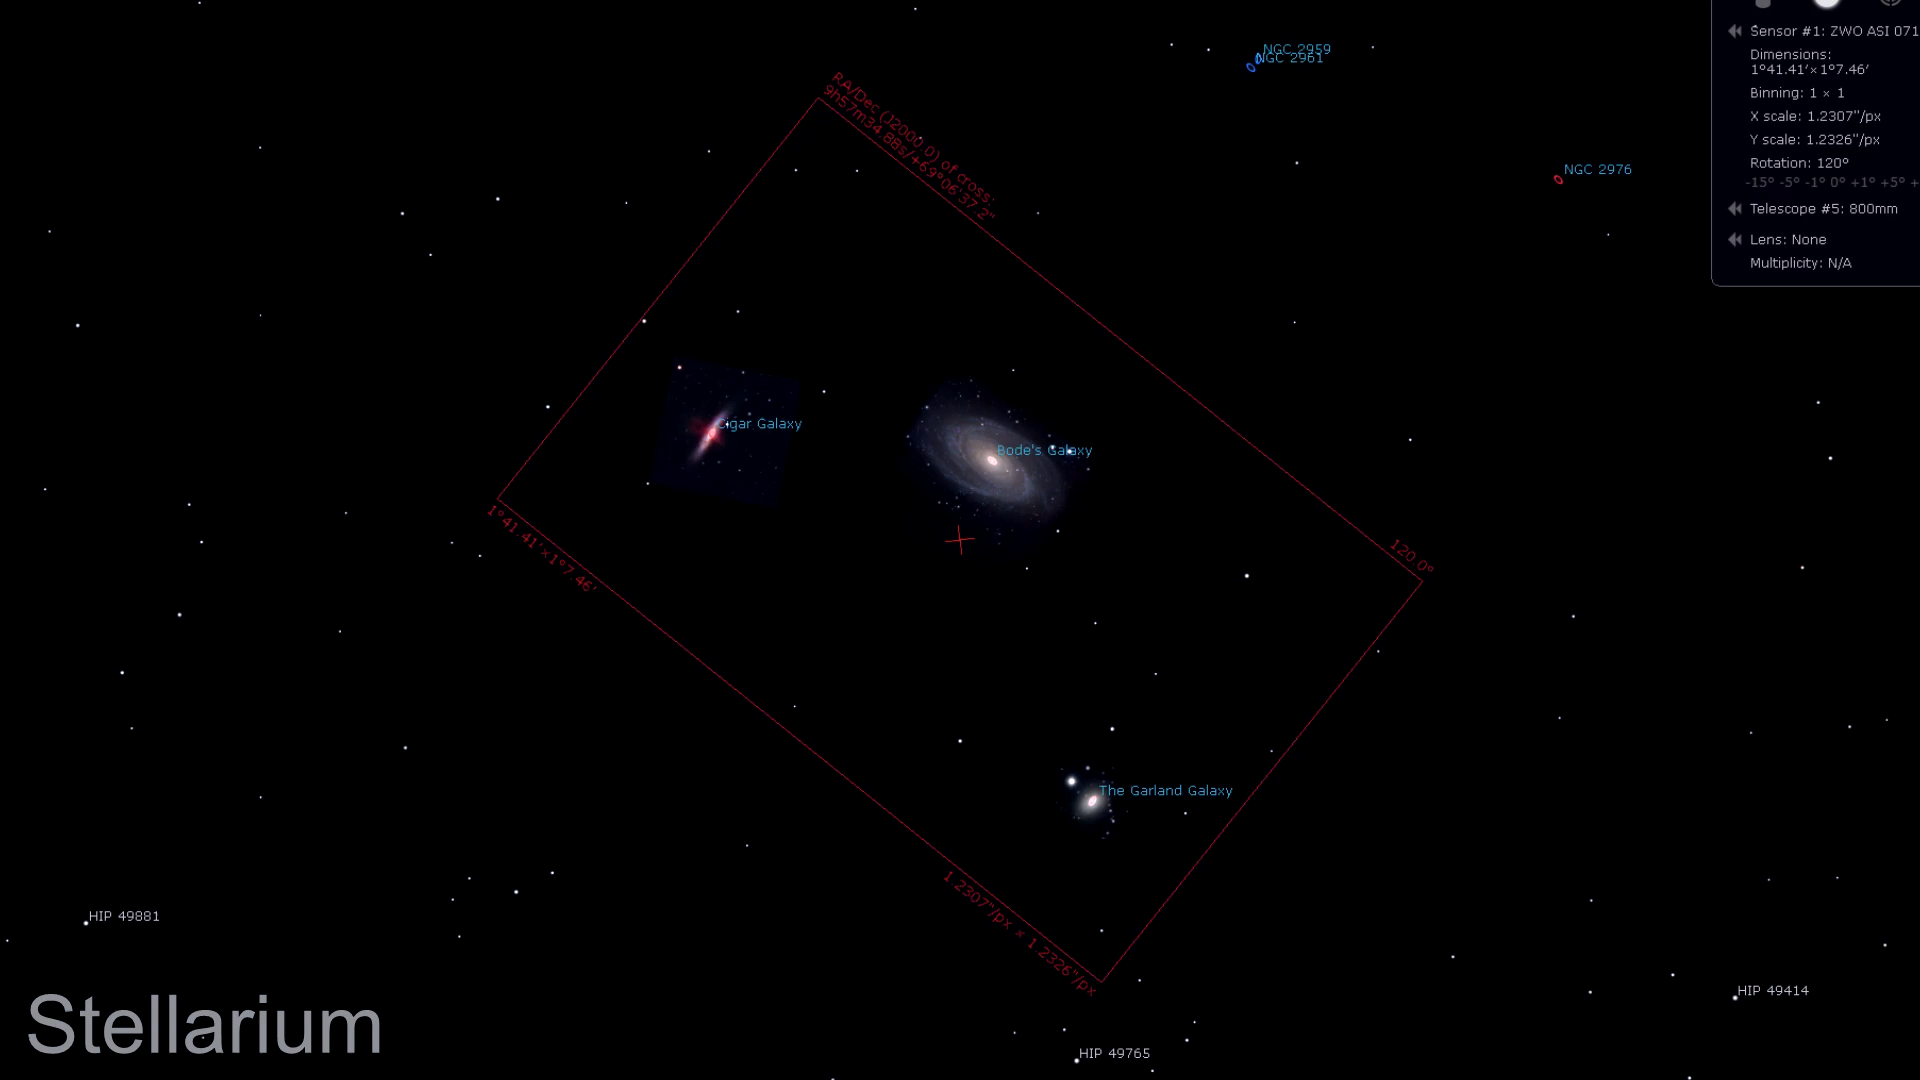 Sensor #1: ZWO ASI 071
Dimensions:
1°41.41’×1°7.46’
Binning: 1 × 1
X scale: 1.2307"/px
Y scale: 1.2326"/px
Rotation: 120°
-15° -5° -1° 0° +1° +5° +
Telescope #5: 800mm
Lens: None
Multiplicity: N/A
NGC 2959
NGC 2961
NGC 2976
RA/Dec (J2000.0) of cross:
9h57m34.88s/+69°06'37.2"
Cigar Galaxy
Bode's Galaxy
1°41.41’×1°7.46’
120.0°
The Garland Galaxy
1.2307"/px × 1.2326"/px
HIP 49881
HIP 49414
HIP 49765
Stellarium